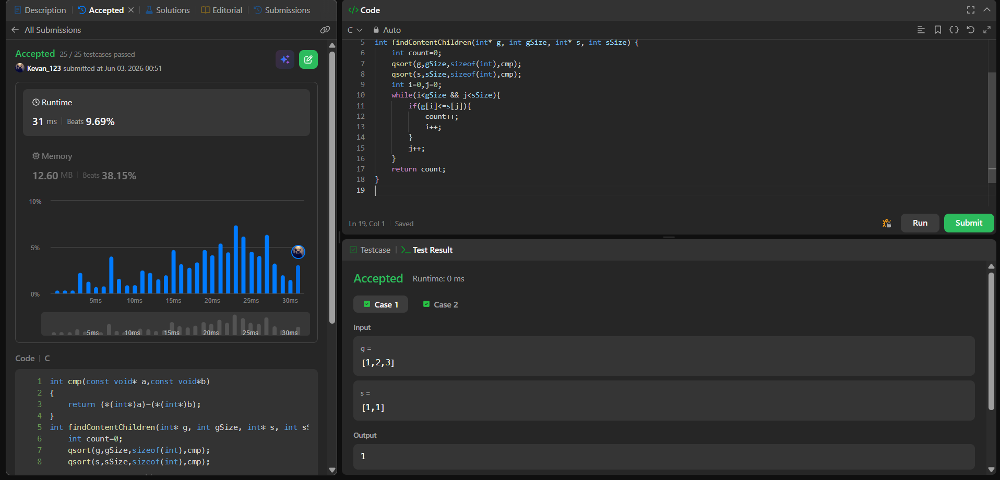 Description
Accepted
Solutions
Editorial
Submissions
All Submissions
Accepted 25 / 25 testcases passed
Kevan_123 submitted at Jun 03, 2026 00:51
Runtime
31 ms Beats 9.69%
Memory
12.60 MB Beats 38.15%
10%
5%
0%
5ms 10ms 15ms 20ms 25ms 30ms
5ms 10ms 15ms 20ms 25ms 30ms
Code C
1 int cmp(const void* a,const void*b)
2 {
3     return (*(int*)a)-(*(int*)b);
4 }
5 int findContentChildren(int* g, int gSize, int* s, int sS
6     int count=0;
7     qsort(g,gSize,sizeof(int),cmp);
8     qsort(s,sSize,sizeof(int),cmp);
</> Code
C Auto
5 int findContentChildren(int* g, int gSize, int* s, int sSize) {
6     int count=0;
7     qsort(g,gSize,sizeof(int),cmp);
8     qsort(s,sSize,sizeof(int),cmp);
9     int i=0,j=0;
10     while(i<gSize && j<sSize){
11         if(g[i]<=s[j]){
12             count++;
13             i++;
14         }
15         j++;
16     }
17     return count;
18 }
19
Ln 19, Col 1 Saved
Run
Submit
Testcase
Test Result
Accepted Runtime: 0 ms
Case 1
Case 2
Input
g =
[1,2,3]
s =
[1,1]
Output
1